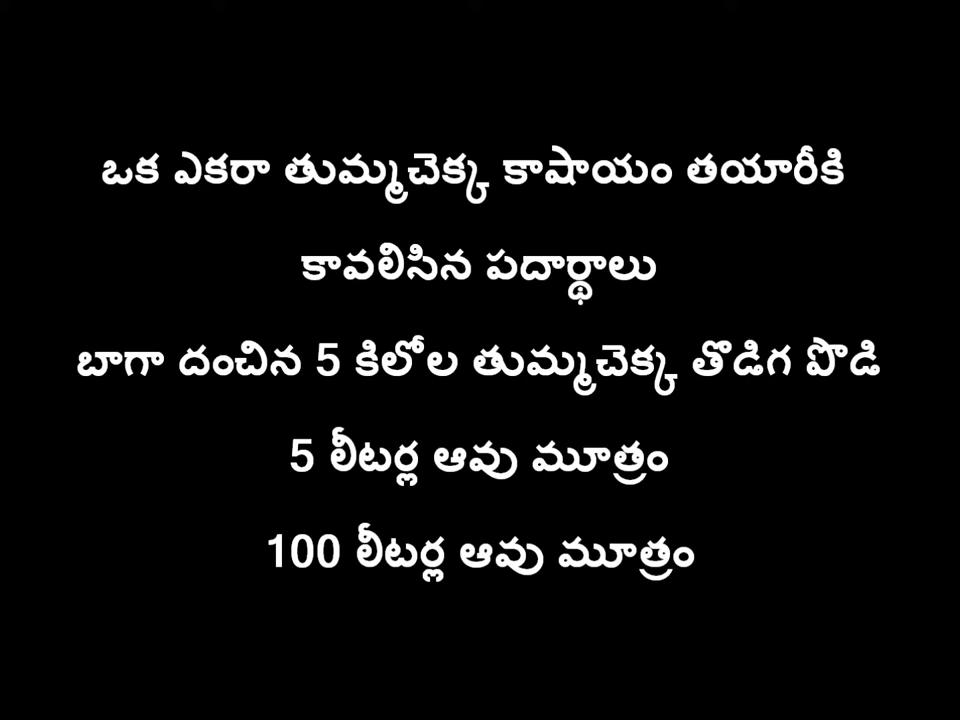 ఒక ఎకరా తుమ్మచెక్క కాషాయం తయారీకి
కావలిసిన పదార్థాలు
బాగా దంచిన 5 కిలోల తుమ్మచెక్క తొడిగ పొడి
5 లీటర్ల ఆవు మూత్రం
100 లీటర్ల ఆవు మూత్రం